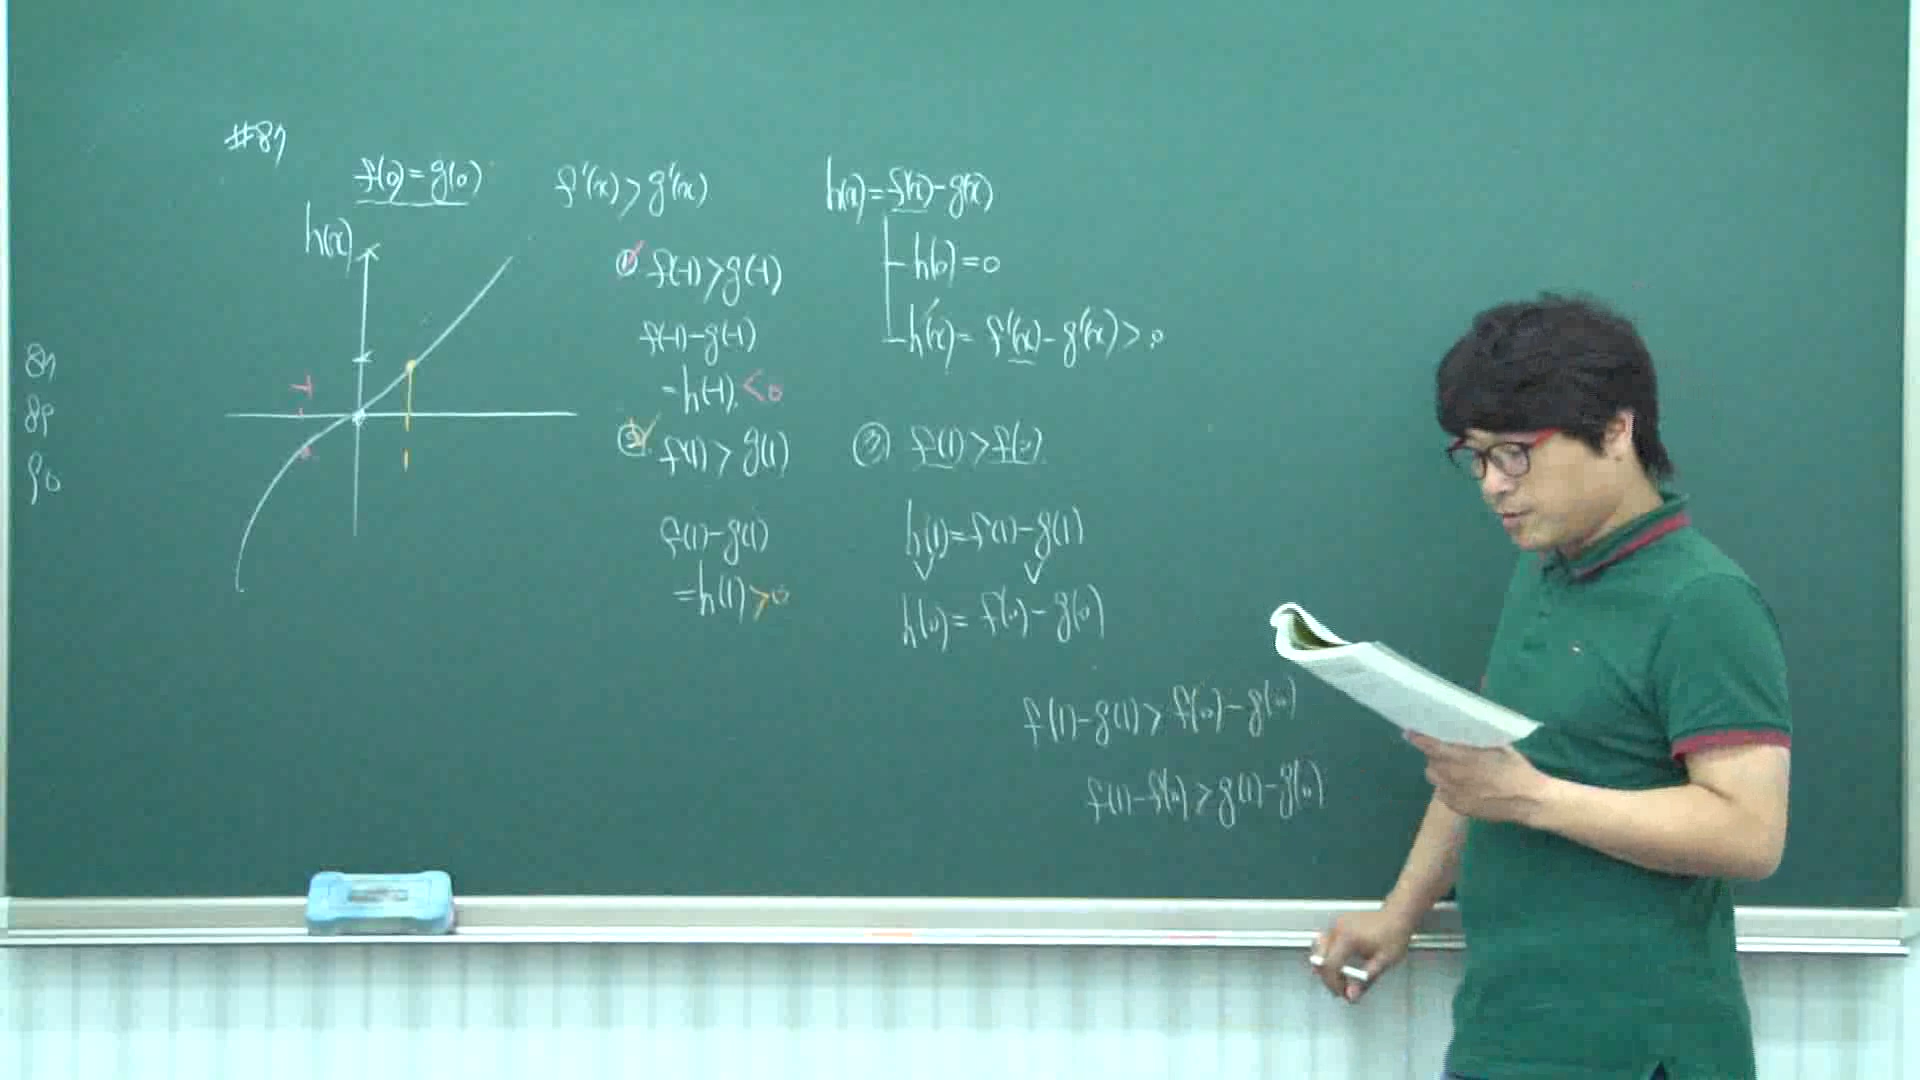 #87
f(0)=g(0)
f'(x)>g'(x)
h(x)=f(x)-g(x)
h(0)=0
h'(x)=f'(x)-g'(x)>0
h(x)
-1
1
① f(-1)>g(-1)
f(-1)-g(-1)
=h(-1)<0
② f(1)>g(1)
f(1)-g(1)
=h(1)>0
③ f(1)>f(0)
h(1)=f(1)-g(1)
h(0)=f(0)-g(0)
f(1)-g(1)>f(0)-g(0)
f(1)-f(0)>g(1)-g(0)
87
89
90